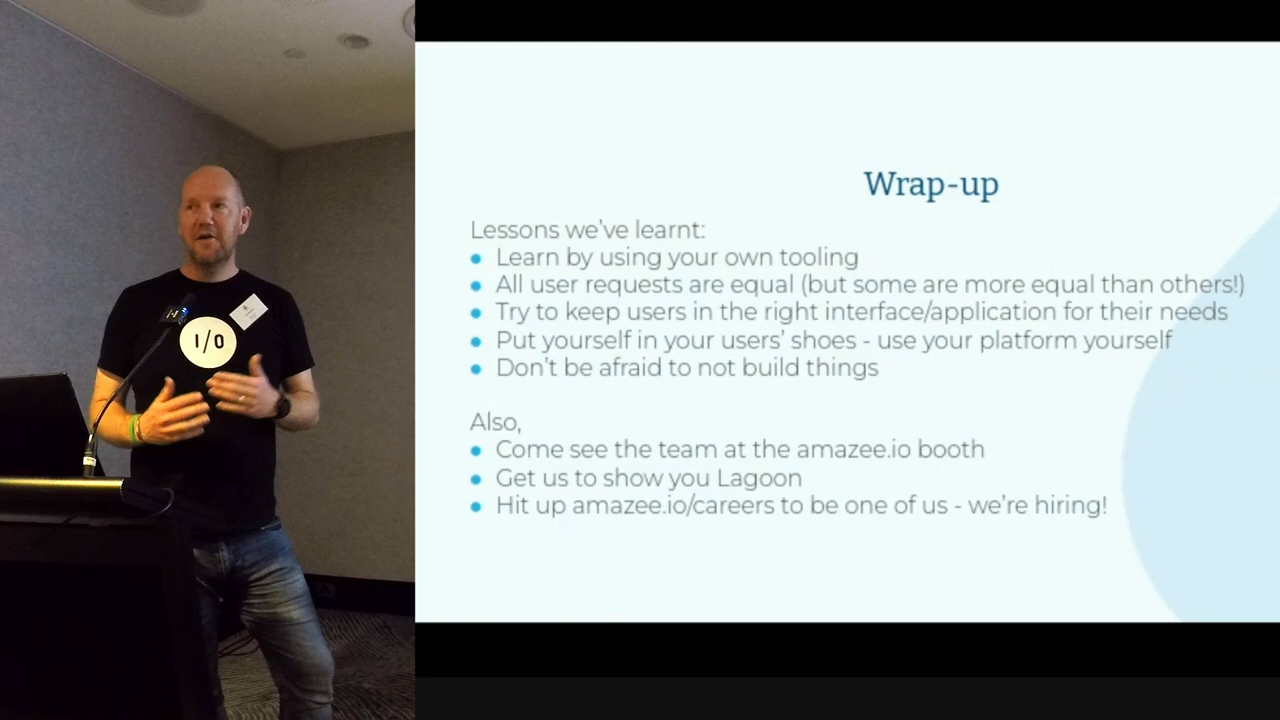 Wrap-up
Lessons we've learnt:
● Learn by using your own tooling
● All user requests are equal (but some are more equal than others!)
● Try to keep users in the right interface/application for their needs
● Put yourself in your users' shoes - use your platform yourself
● Don't be afraid to not build things
Also,
● Come see the team at the amazee.io booth
● Get us to show you Lagoon
● Hit up amazee.io/careers to be one of us - we're hiring!
I/O